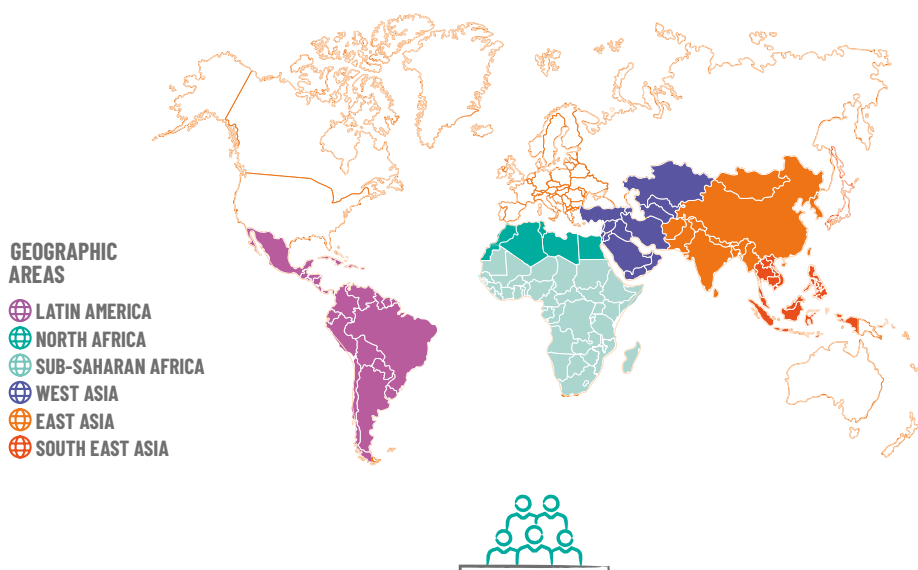 GEOGRAPHIC
AREAS
LATIN AMERICA
NORTH AFRICA
SUB-SAHARAN AFRICA
WEST ASIA
EAST ASIA
SOUTH EAST ASIA